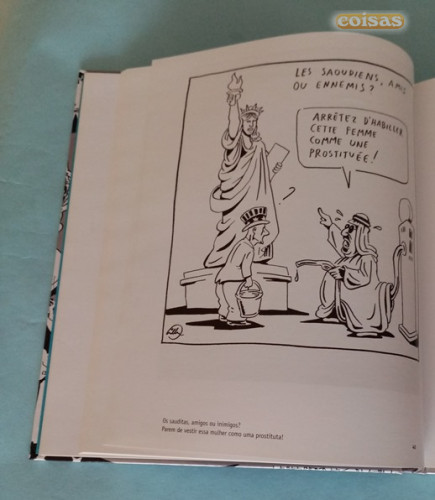 coisas
LES SAOUDIENS, AMIS
OU ENNEMIS?
ARRÊTEZ D'HABILLER
CETTE FEMME
COMME UNE
PROSTITUÉE!
?
Os sauditas, amigos ou inimigos?
Parem de vestir essa mulher como uma prostituta!